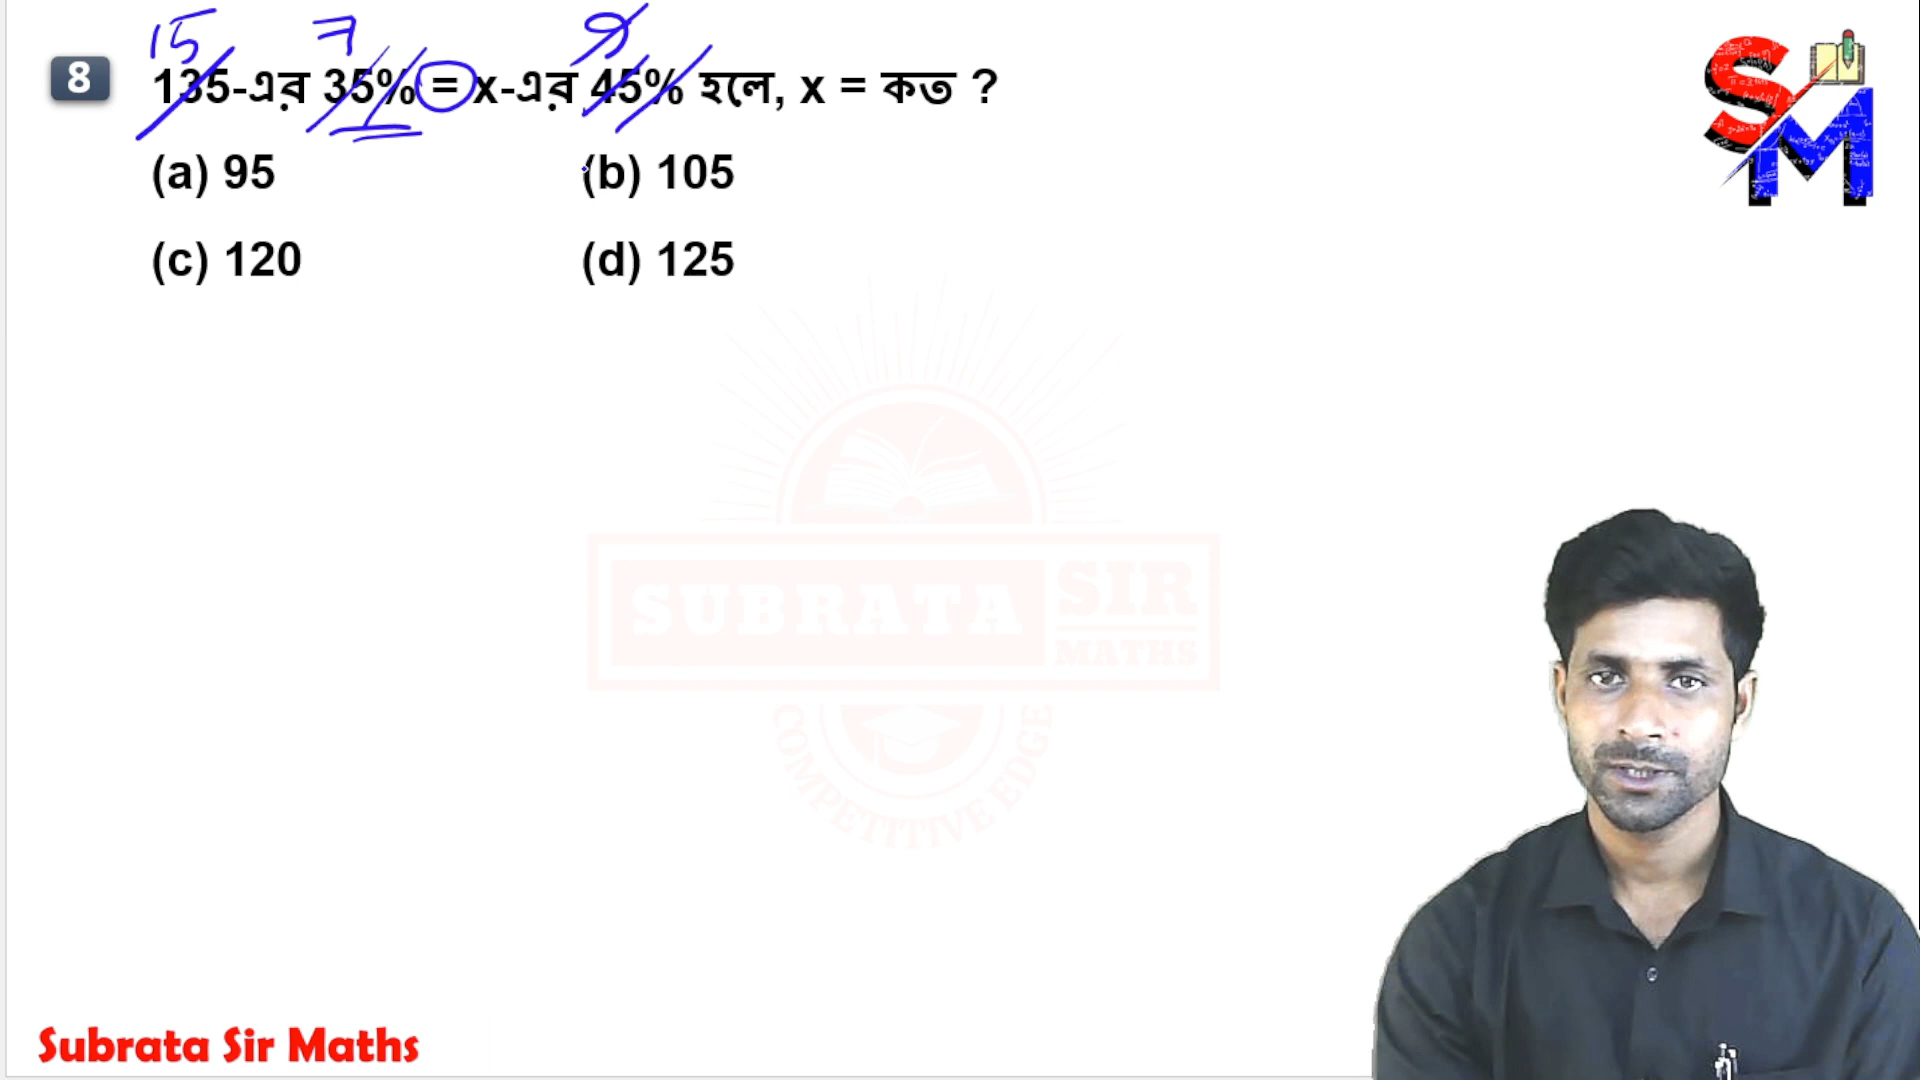 15 7 9
8 135-এর 35% = x-এর 45% হলে, x = কত ?
(a) 95 (b) 105
(c) 120 (d) 125
SM
SUBRATA SIR MATHS
COMPETITIVE EDGE
Subrata Sir Maths